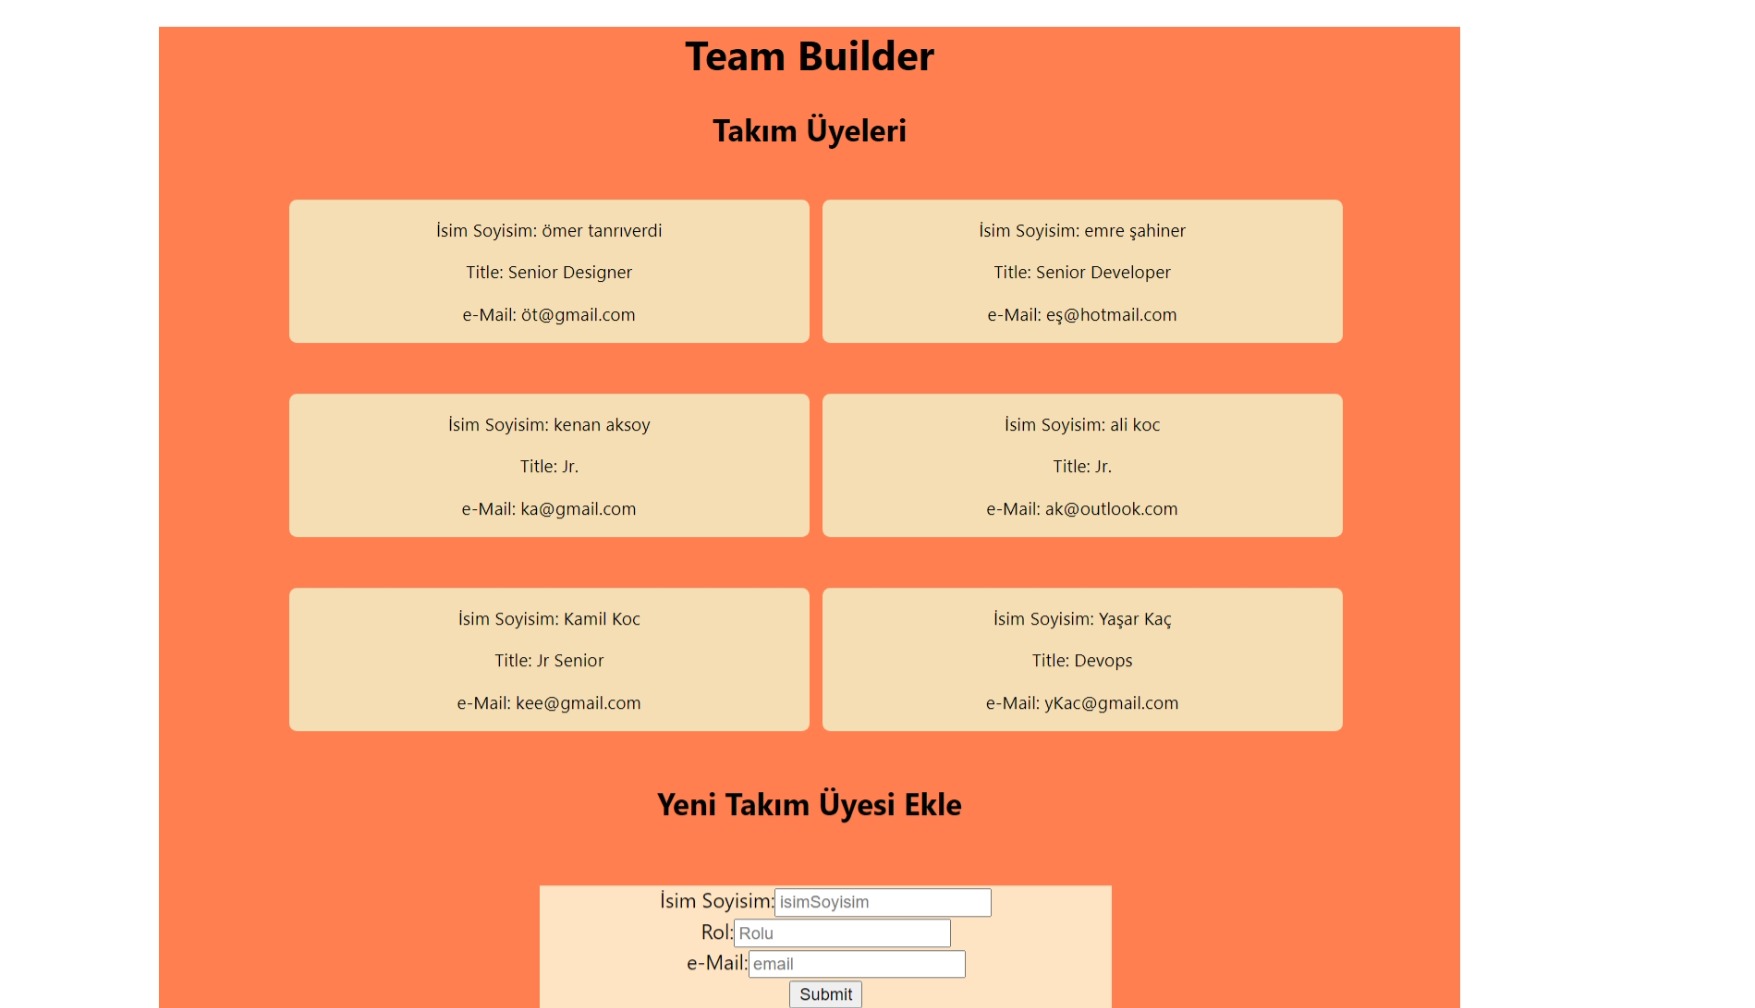 Team Builder
Takım Üyeleri
İsim Soyisim: ömer tanrıverdi
Title: Senior Designer
e-Mail: öt@gmail.com
İsim Soyisim: emre şahiner
Title: Senior Developer
e-Mail: eş@hotmail.com
İsim Soyisim: kenan aksoy
Title: Jr.
e-Mail: ka@gmail.com
İsim Soyisim: ali koc
Title: Jr.
e-Mail: ak@outlook.com
İsim Soyisim: Kamil Koc
Title: Jr Senior
e-Mail: kee@gmail.com
İsim Soyisim: Yaşar Kaç
Title: Devops
e-Mail: yKac@gmail.com
Yeni Takım Üyesi Ekle
İsim Soyisim: isimSoyisim
Rol: Rolu
e-Mail: email
Submit